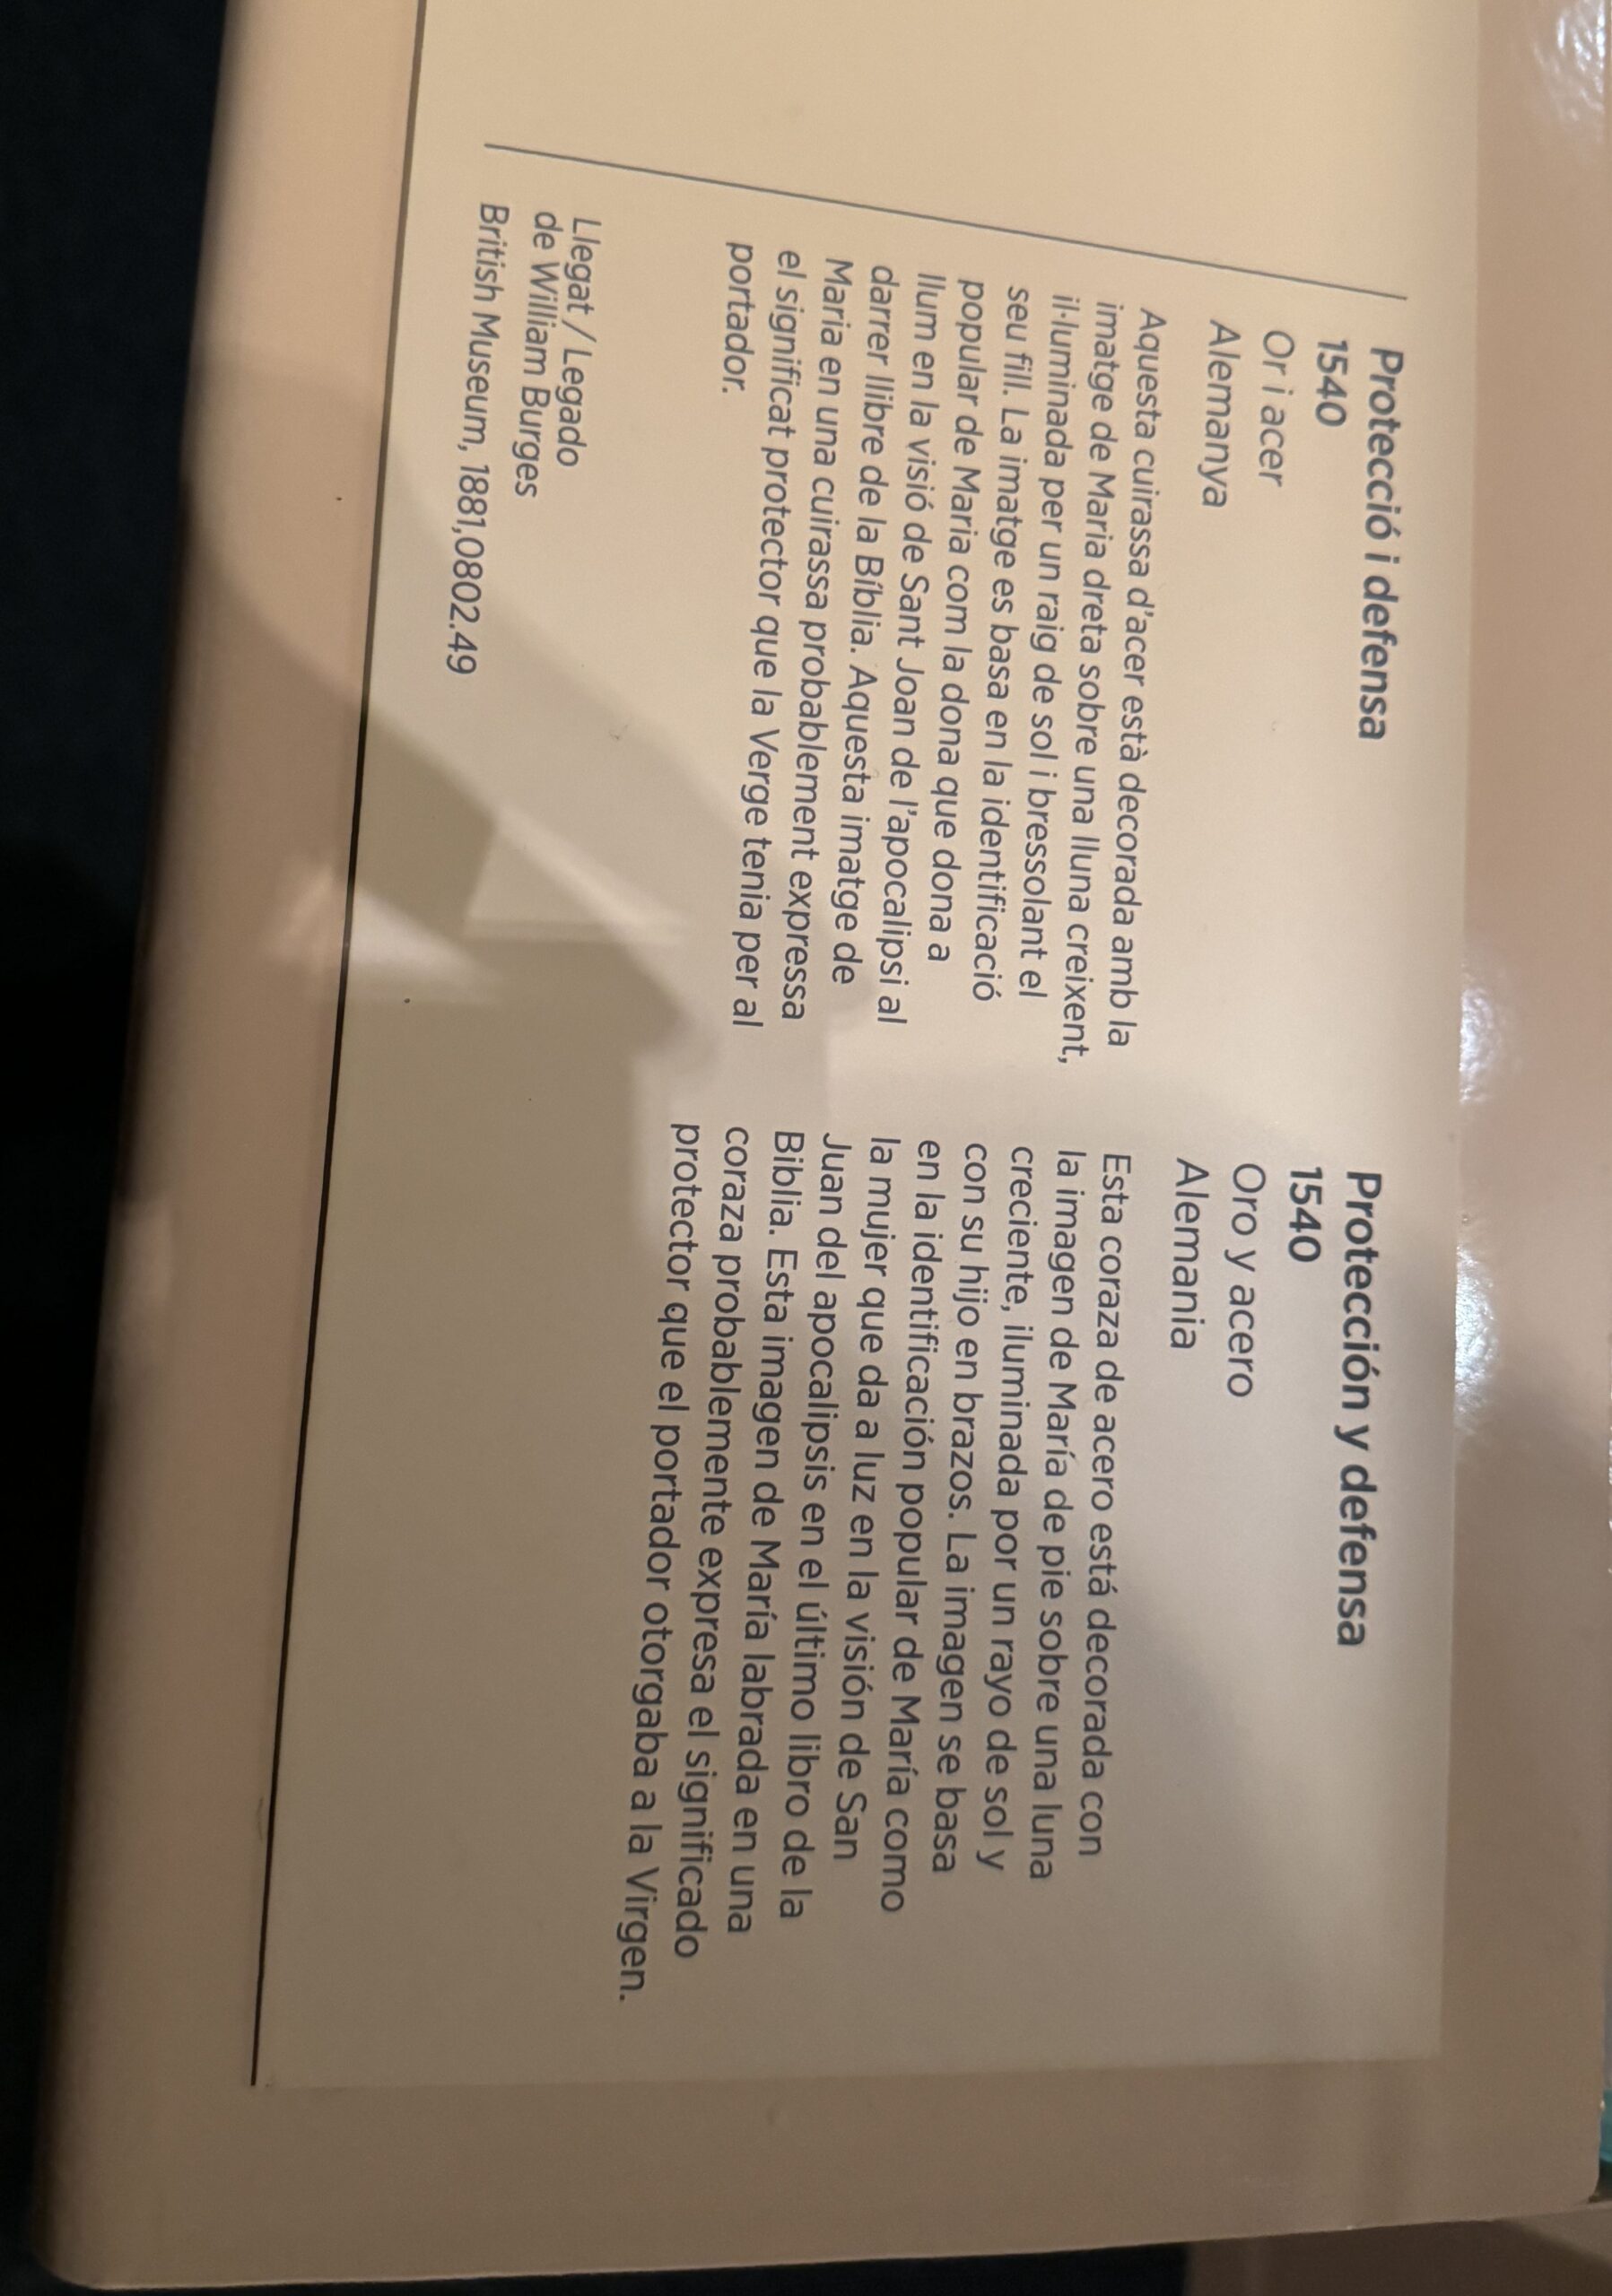 Protecció i defensa
1540
Or i acer
Alemanya
Aquesta cuirassa d'acer està decorada amb la
imatge de Maria dreta sobre una lluna creixent,
il·luminada per un raig de sol i bressolant el
seu fill. La imatge es basa en la identificació
popular de Maria com la dona que dona a
llum en la visió de Sant Joan de l'apocalipsi al
darrer llibre de la Bíblia. Aquesta imatge de
Maria en una cuirassa probablement expressa
el significat protector que la Verge tenia per al
portador.
Llegat / Legado
de William Burges
British Museum, 1881,0802.49
Protección y defensa
1540
Oro y acero
Alemania
Esta coraza de acero está decorada con
la imagen de María de pie sobre una luna
creciente, iluminada por un rayo de sol y
con su hijo en brazos. La imagen se basa
en la identificación popular de María como
la mujer que da a luz en la visión de San
Juan del apocalipsis en el último libro de la
Biblia. Esta imagen de María labrada en una
coraza probablemente expresa el significado
protector que el portador otorgaba a la Virgen.